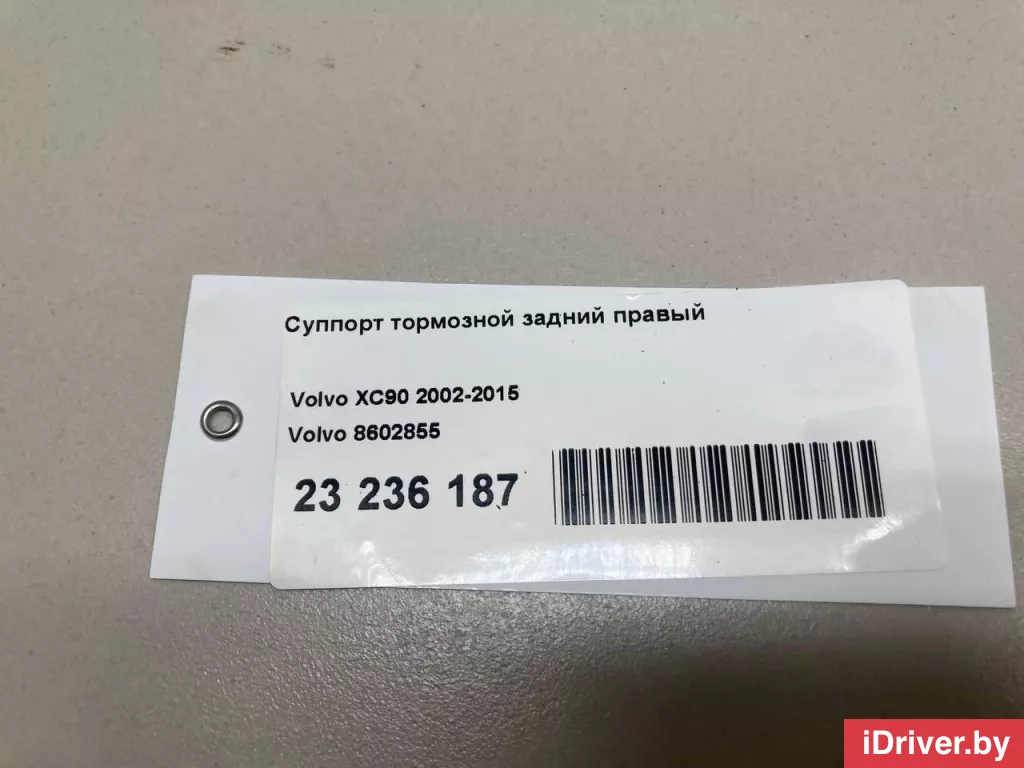 Суппорт тормозной задний правый
Volvo XC90 2002-2015
Volvo 8602855
23 236 187
iDriver.by